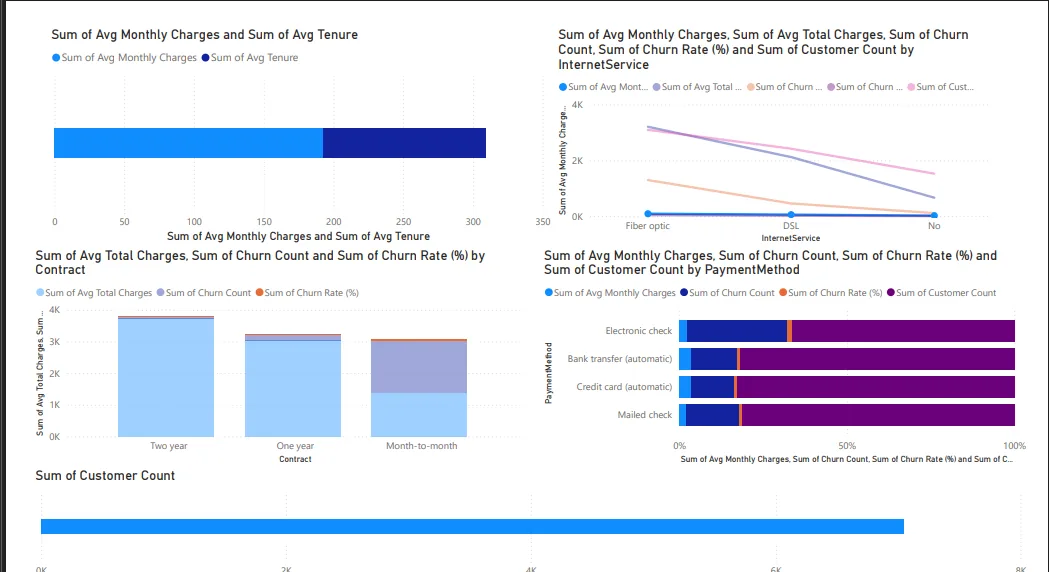 Sum of Avg Monthly Charges and Sum of Avg Tenure
Sum of Avg Monthly Charges Sum of Avg Tenure
0 50 100 150 200 250 300 350
Sum of Avg Monthly Charges and Sum of Avg Tenure
Sum of Avg Monthly Charges, Sum of Avg Total Charges, Sum of Churn
Count, Sum of Churn Rate (%) and Sum of Customer Count by
InternetService
Sum of Avg Mont... Sum of Avg Total ... Sum of Churn ... Sum of Churn ... Sum of Cust...
Sum of Avg Monthly Charge...
4K
2K
0K
Fiber optic DSL No
InternetService
Sum of Avg Total Charges, Sum of Churn Count and Sum of Churn Rate (%) by
Contract
Sum of Avg Total Charges Sum of Churn Count Sum of Churn Rate (%)
Sum of Avg Total Charges, Sum ...
4K
3K
2K
1K
0K
Two year One year Month-to-month
Contract
Sum of Avg Monthly Charges, Sum of Churn Count, Sum of Churn Rate (%) and
Sum of Customer Count by PaymentMethod
Sum of Avg Monthly Charges Sum of Churn Count Sum of Churn Rate (%) Sum of Customer Count
PaymentMethod
Electronic check
Bank transfer (automatic)
Credit card (automatic)
Mailed check
0% 50% 100%
Sum of Avg Monthly Charges, Sum of Churn Count, Sum of Churn Rate (%) and Sum of C...
Sum of Customer Count
0K 2K 4K 6K 8K